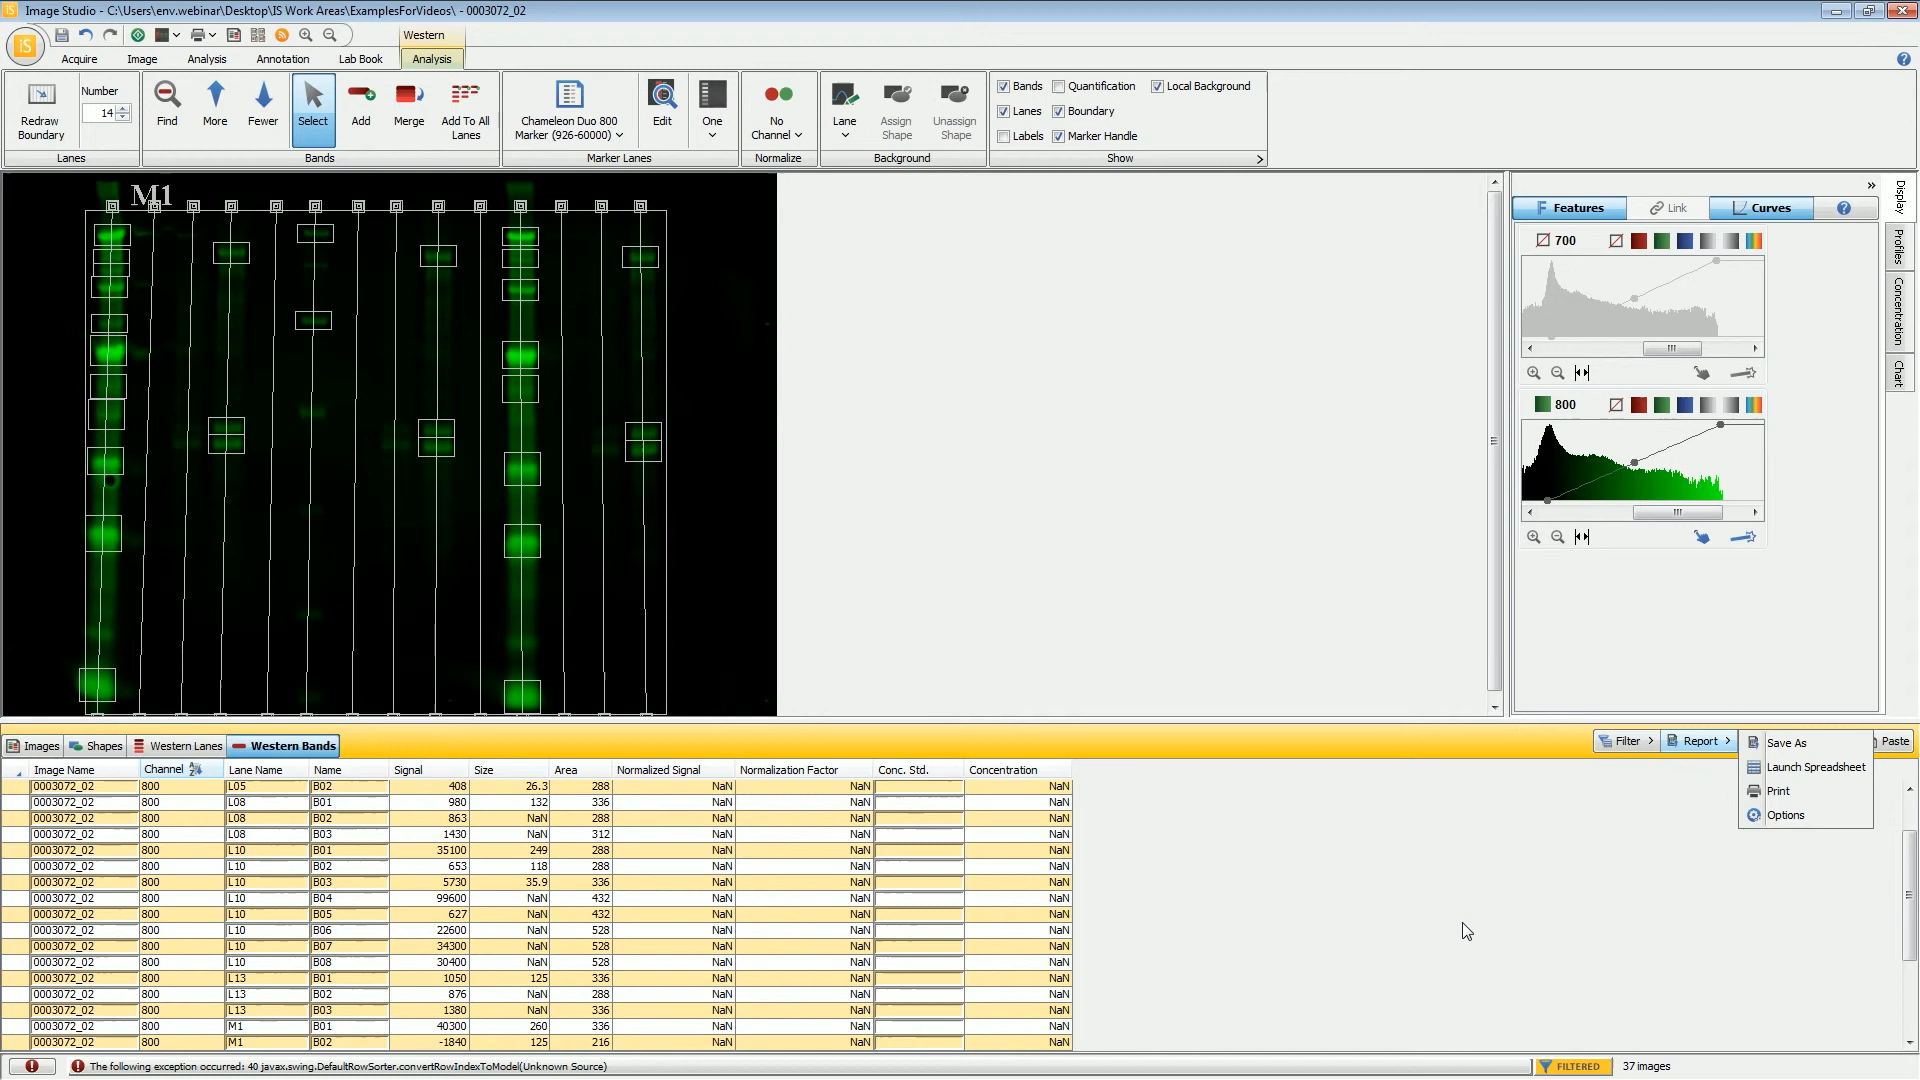 Image Studio - C:\Users\env.webinar\Desktop\IS Work Areas\ExamplesForVideos\ - 0003072_02
Western
Acquire Image Analysis Annotation Lab Book Analysis
Redraw Boundary
Number
14
Lanes
Find More Fewer Select Add Merge Add To All Lanes
Bands
Chameleon Duo 800 Marker (926-60000)
Edit One
Marker Lanes
No Channel
Normalize
Lane Assign Shape Unassign Shape
Background
Bands Quantification Local Background
Lanes Boundary
Labels Marker Handle
Show
M1
Features Link Curves
700
800
Display
Profiles
Concentration
Chart
Images Shapes Western Lanes Western Bands
Filter Report Paste
Save As
Launch Spreadsheet
Print
Options
Image Name Channel Lane Name Name Signal Size Area Normalized Signal Normalization Factor Conc. Std. Concentration
0003072_02 800 L05 B02 408 26.3 288 NaN NaN NaN
0003072_02 800 L08 B01 980 132 336 NaN NaN NaN
0003072_02 800 L08 B02 863 NaN 288 NaN NaN NaN
0003072_02 800 L08 B03 1430 NaN 312 NaN NaN NaN
0003072_02 800 L10 B01 35100 249 288 NaN NaN NaN
0003072_02 800 L10 B02 653 118 288 NaN NaN NaN
0003072_02 800 L10 B03 5730 35.9 336 NaN NaN NaN
0003072_02 800 L10 B04 99600 NaN 432 NaN NaN NaN
0003072_02 800 L10 B05 627 NaN 432 NaN NaN NaN
0003072_02 800 L10 B06 22600 NaN 528 NaN NaN NaN
0003072_02 800 L10 B07 34300 NaN 528 NaN NaN NaN
0003072_02 800 L10 B08 30400 NaN 528 NaN NaN NaN
0003072_02 800 L13 B01 1050 125 336 NaN NaN NaN
0003072_02 800 L13 B02 876 NaN 288 NaN NaN NaN
0003072_02 800 L13 B03 1380 NaN 336 NaN NaN NaN
0003072_02 800 M1 B01 40300 260 336 NaN NaN NaN
0003072_02 800 M1 B02 -1840 125 216 NaN NaN NaN
The following exception occurred: 40 javax.swing.DefaultRowSorter.convertRowIndexToModel(Unknown Source)
FILTERED 37 images